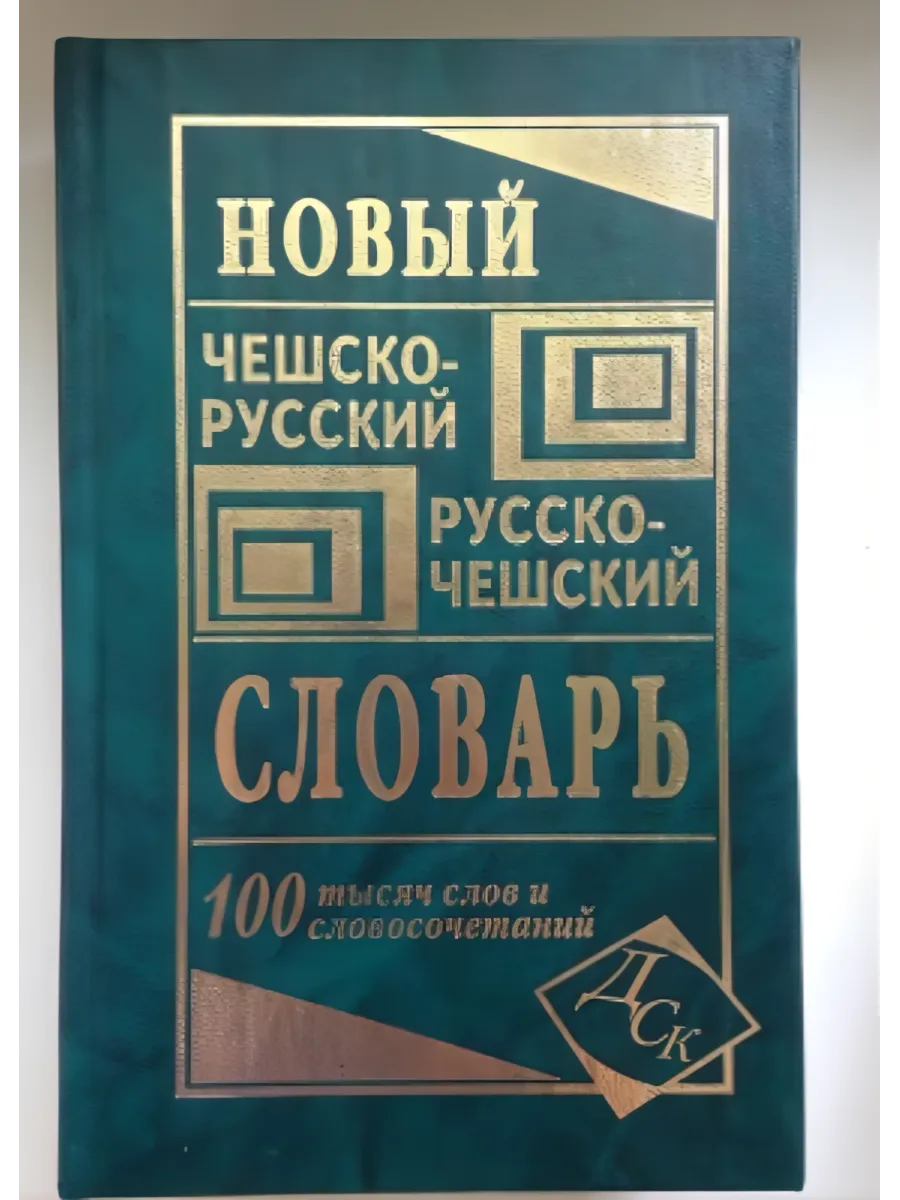 НОВЫЙ
ЧЕШСКО-
РУССКИЙ
РУССКО-
ЧЕШСКИЙ
СЛОВАРЬ
100 тысяч слов и
словосочетаний
ДСК